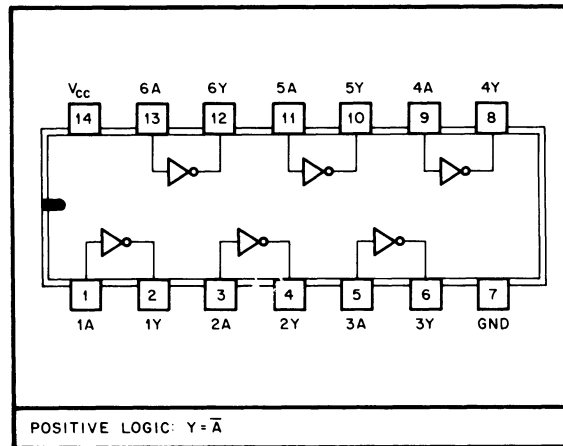 VCC 6A 6Y 5A 5Y 4A 4Y
14 13 12 11 10 9 8
1 2 3 4 5 6 7
1A 1Y 2A 2Y 3A 3Y GND
POSITIVE LOGIC: Y = A̅